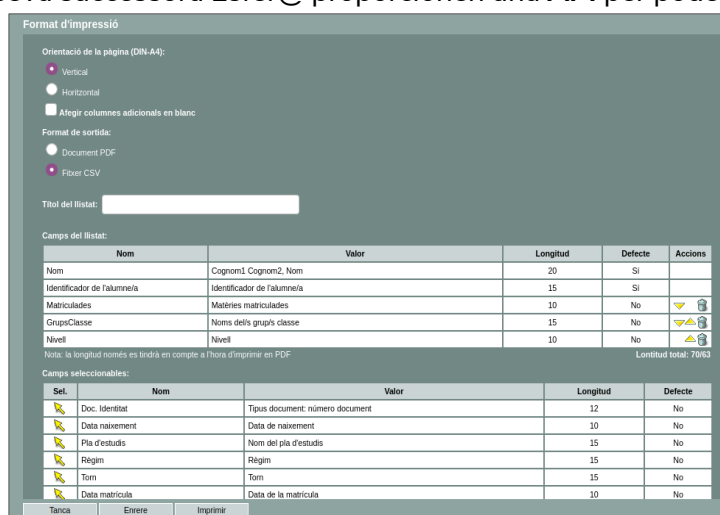 Format d'impressió
Orientació de la pàgina (DIN-A4):
Vertical
Horitzontal
Afegir columnes adicionals en blanc
Format de sortida:
Document PDF
Fitxer CSV
Títol del llistat:
Camps del llistat:
Nom Valor Longitud Defecte Accions
Nom Cognom1 Cognom2, Nom 20 Sí
Identificador de l'alumne/a Identificador de l'alumne/a 15 Sí
Matriculades Matèries matriculades 10 No
GrupsClasse Noms del/s grup/s classe 15 No
Nivell Nivell 10 No
Nota: la longitud només es tindrà en compte a l'hora d'imprimir en PDF Lontitud total: 70/63
Camps seleccionables:
Sel. Nom Valor Longitud Defecte
Doc. Identitat Tipus document: número document 12 No
Data naixement Data de naixement 10 No
Pla d'estudis Nom del pla d'estudis 15 No
Règim Règim 15 No
Torn Torn 15 No
Data matrícula Data de la matrícula 10 No
Tanca Enrere Imprimir